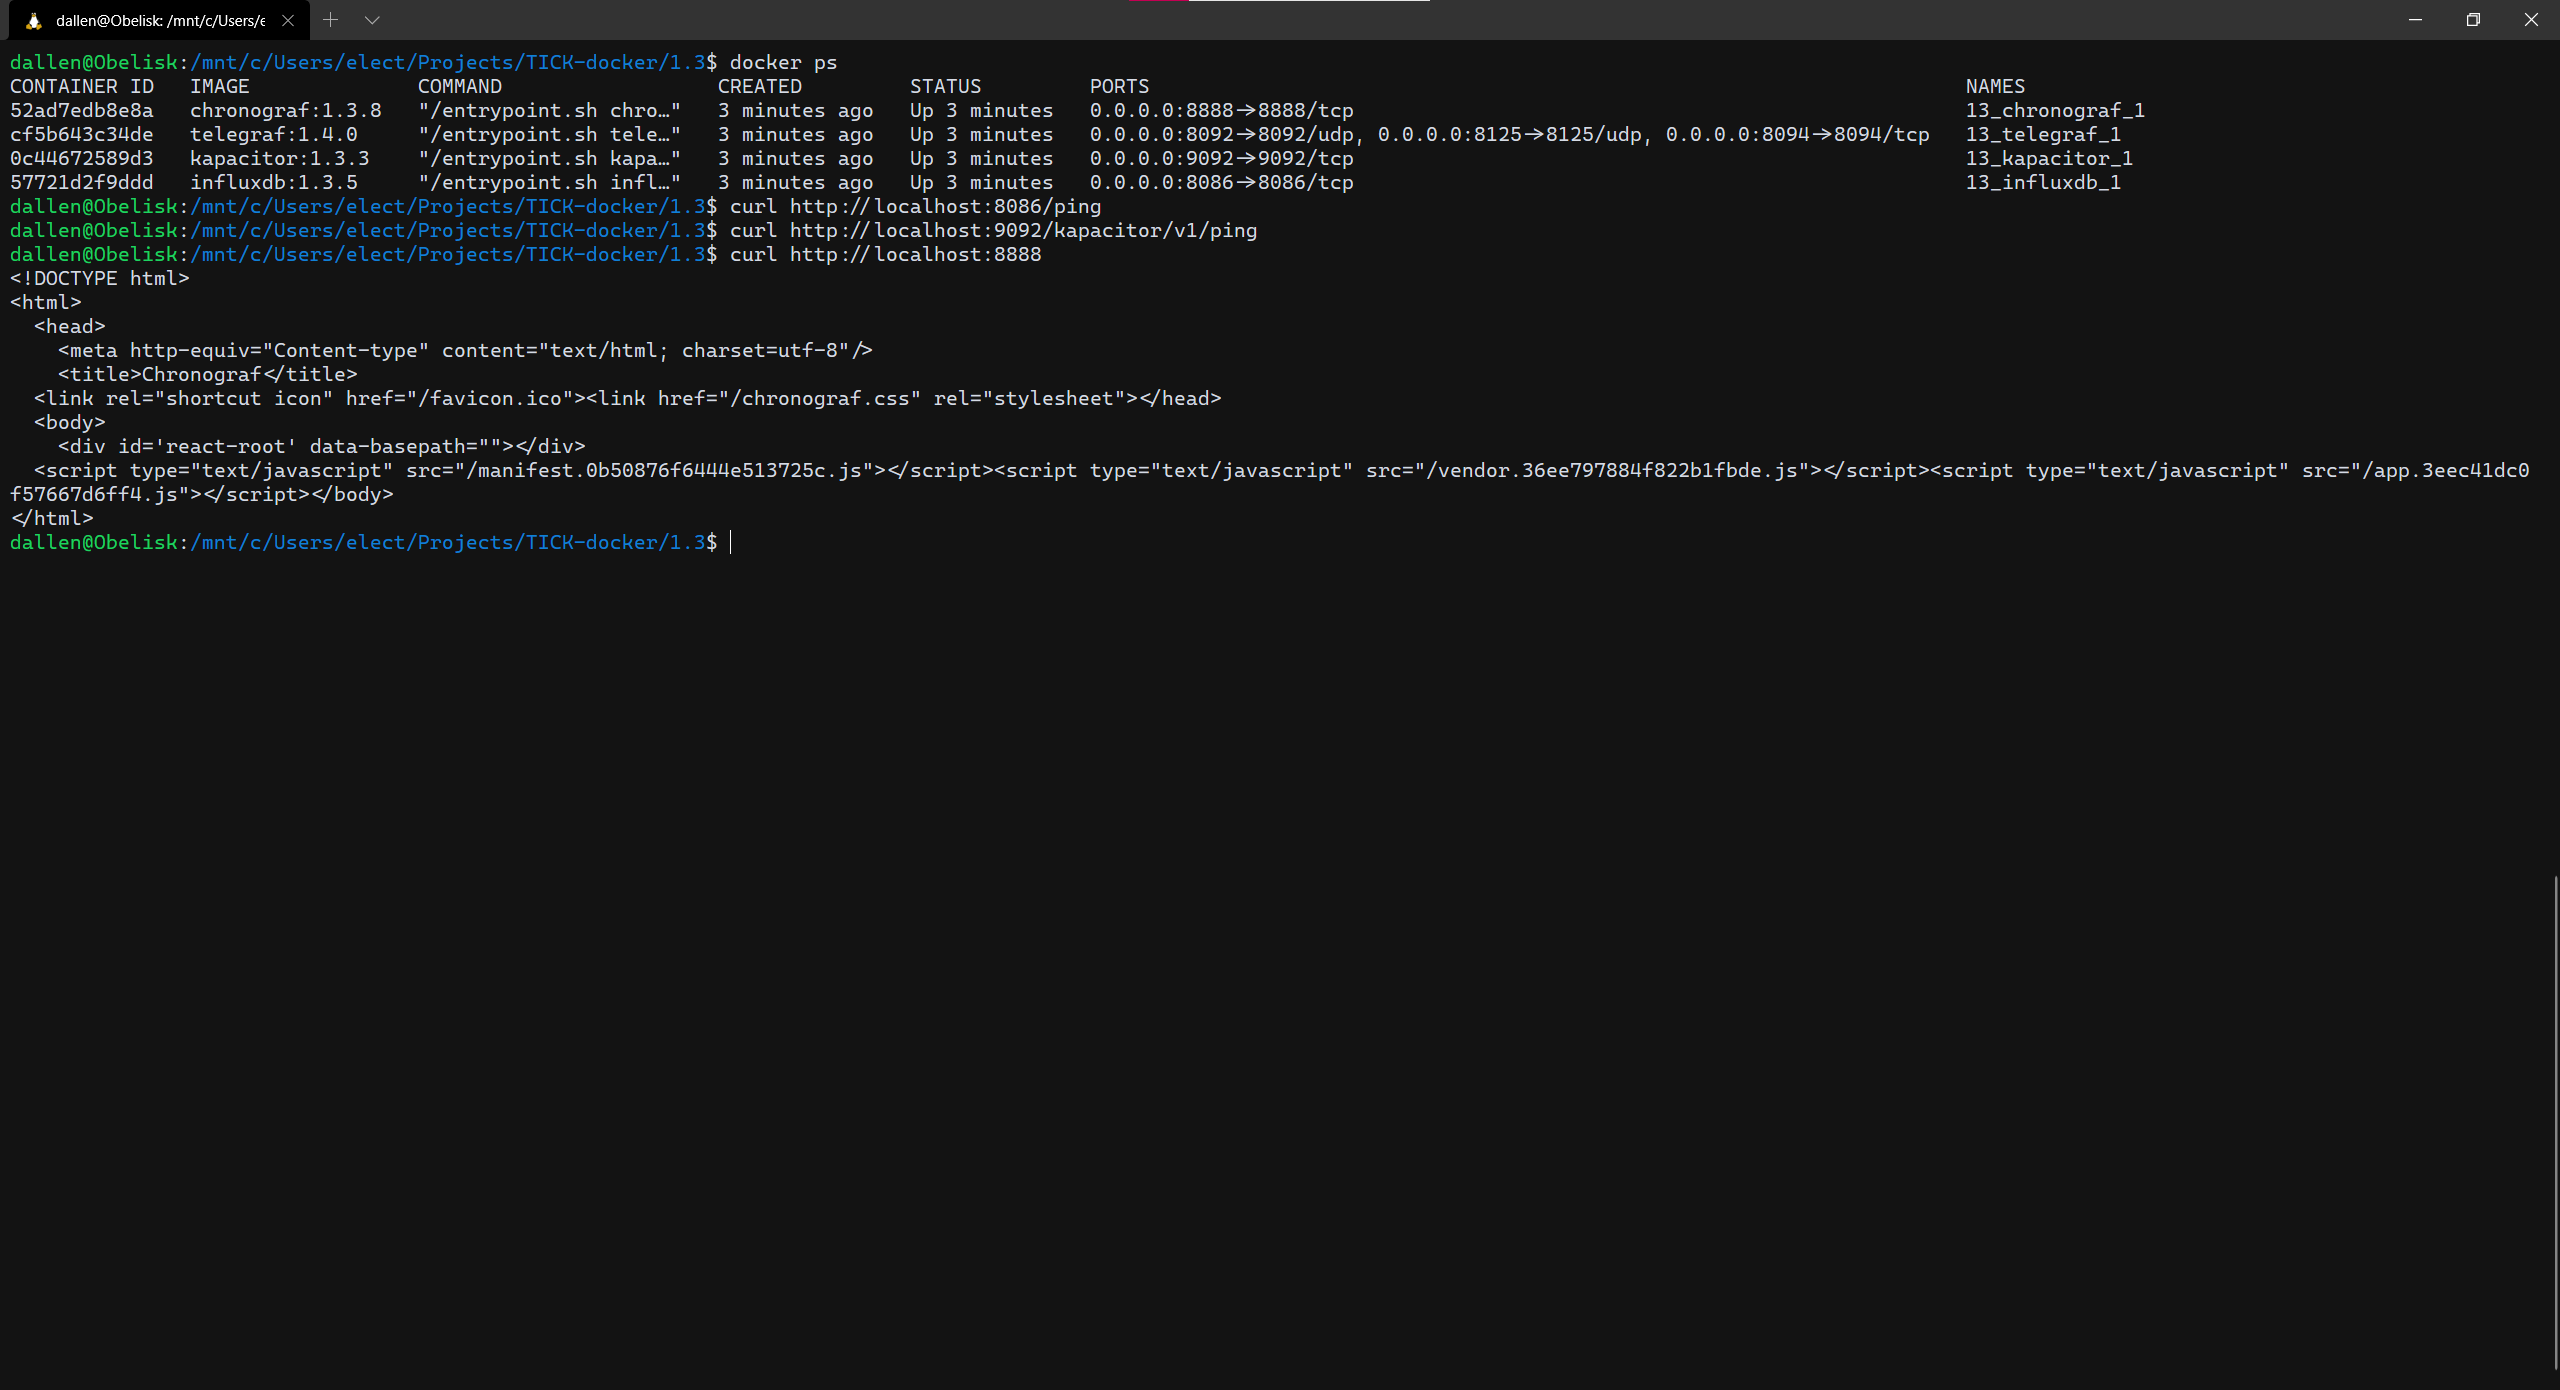 dallen@Obelisk: /mnt/c/Users/e
dallen@Obelisk:/mnt/c/Users/elect/Projects/TICK-docker/1.3$ docker ps
CONTAINER ID   IMAGE              COMMAND                  CREATED         STATUS         PORTS                                                                    NAMES
52ad7edb8e8a   chronograf:1.3.8   "/entrypoint.sh chro…"   3 minutes ago   Up 3 minutes   0.0.0.0:8888->8888/tcp                                                   13_chronograf_1
cf5b643c34de   telegraf:1.4.0     "/entrypoint.sh tele…"   3 minutes ago   Up 3 minutes   0.0.0.0:8092->8092/udp, 0.0.0.0:8125->8125/udp, 0.0.0.0:8094->8094/tcp   13_telegraf_1
0c44672589d3   kapacitor:1.3.3    "/entrypoint.sh kapa…"   3 minutes ago   Up 3 minutes   0.0.0.0:9092->9092/tcp                                                   13_kapacitor_1
57721d2f9ddd   influxdb:1.3.5     "/entrypoint.sh infl…"   3 minutes ago   Up 3 minutes   0.0.0.0:8086->8086/tcp                                                   13_influxdb_1
dallen@Obelisk:/mnt/c/Users/elect/Projects/TICK-docker/1.3$ curl http://localhost:8086/ping
dallen@Obelisk:/mnt/c/Users/elect/Projects/TICK-docker/1.3$ curl http://localhost:9092/kapacitor/v1/ping
dallen@Obelisk:/mnt/c/Users/elect/Projects/TICK-docker/1.3$ curl http://localhost:8888
<!DOCTYPE html>
<html>
  <head>
    <meta http-equiv="Content-type" content="text/html; charset=utf-8"/>
    <title>Chronograf</title>
  <link rel="shortcut icon" href="/favicon.ico"><link href="/chronograf.css" rel="stylesheet"></head>
  <body>
    <div id='react-root' data-basepath=""></div>
  <script type="text/javascript" src="/manifest.0b50876f6444e513725c.js"></script><script type="text/javascript" src="/vendor.36ee797884f822b1fbde.js"></script><script type="text/javascript" src="/app.3eec41dc0
f57667d6ff4.js"></script></body>
</html>
dallen@Obelisk:/mnt/c/Users/elect/Projects/TICK-docker/1.3$